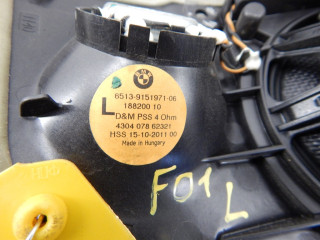 BMW
6513-9151971-06
188200 10
L
D&M PSS 4 Ohm
4304 078 62321
HSS 15-10-2011 00
Made in Hungary
F01 L